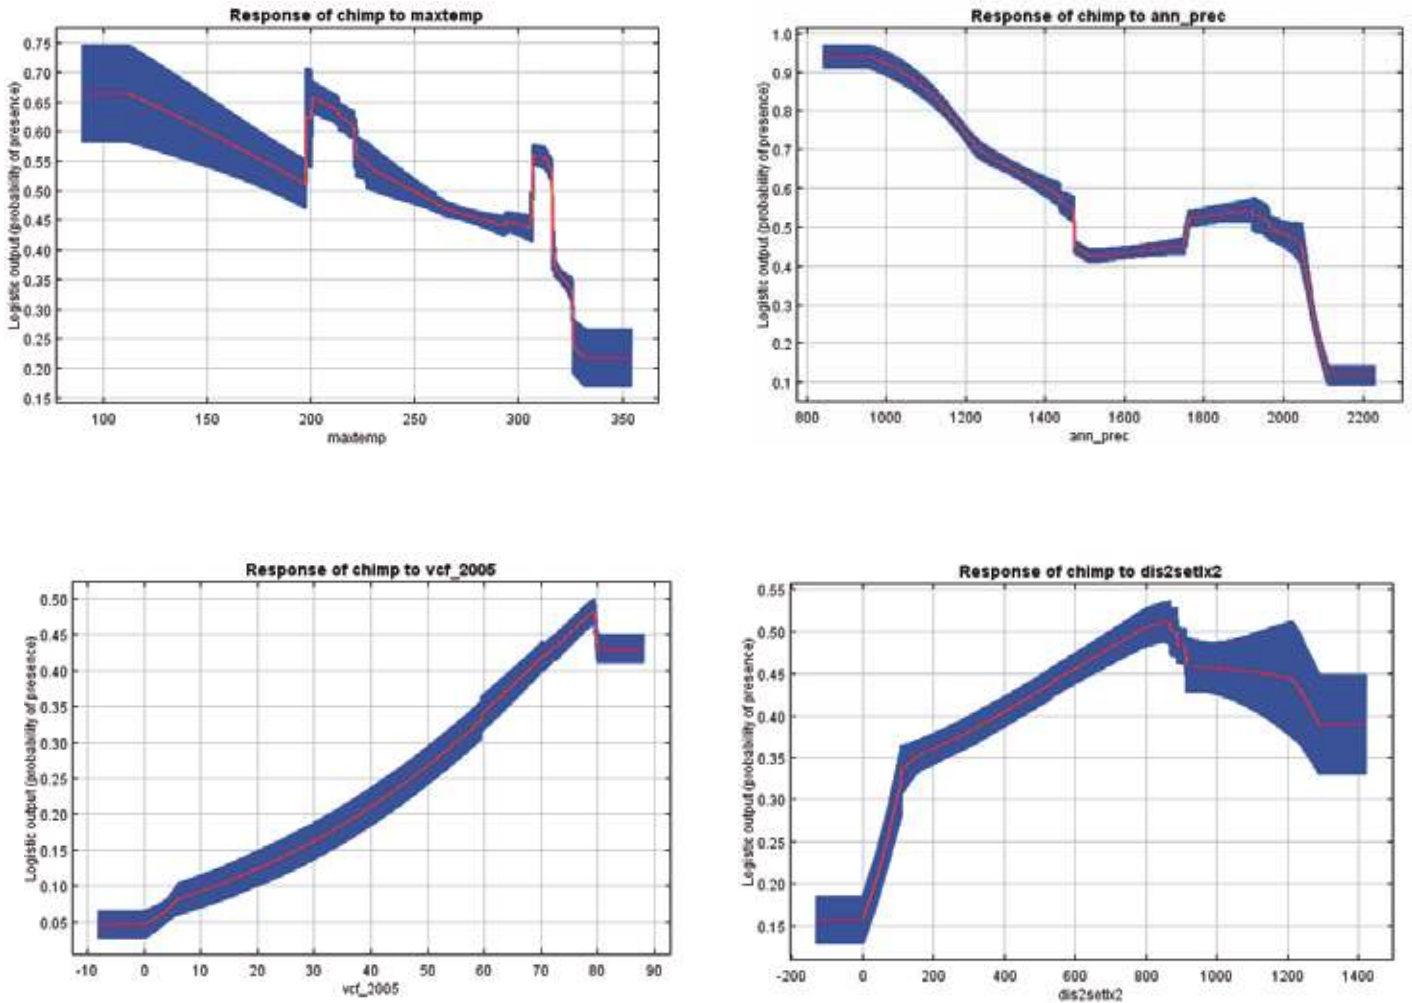 Response of chimp to maxtemp
Logistic output (probability of presence)
0.75
0.70
0.65
0.60
0.55
0.50
0.45
0.40
0.35
0.30
0.25
0.20
0.15
100 150 200 250 300 350
maxtemp
Response of chimp to ann_prec
Logistic output (probability of presence)
1.0
0.9
0.8
0.7
0.6
0.5
0.4
0.3
0.2
0.1
800 1000 1200 1400 1600 1800 2000 2200
ann_prec
Response of chimp to vcf_2005
Logistic output (probability of presence)
0.50
0.45
0.40
0.35
0.30
0.25
0.20
0.15
0.10
0.05
-10 0 10 20 30 40 50 60 70 80 90
vcf_2005
Response of chimp to dis2setlx2
Logistic output (probability of presence)
0.55
0.50
0.45
0.40
0.35
0.30
0.25
0.20
0.15
-200 0 200 400 600 800 1000 1200 1400
dis2setlx2